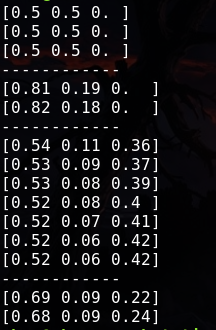 [0.5 0.5 0. ]
[0.5 0.5 0. ]
[0.5 0.5 0. ]
------------
[0.81 0.19 0.   ]
[0.82 0.18 0.   ]
------------
[0.54 0.11 0.36]
[0.53 0.09 0.37]
[0.53 0.08 0.39]
[0.52 0.08 0.4 ]
[0.52 0.07 0.41]
[0.52 0.06 0.42]
[0.52 0.06 0.42]
------------
[0.69 0.09 0.22]
[0.68 0.09 0.24]